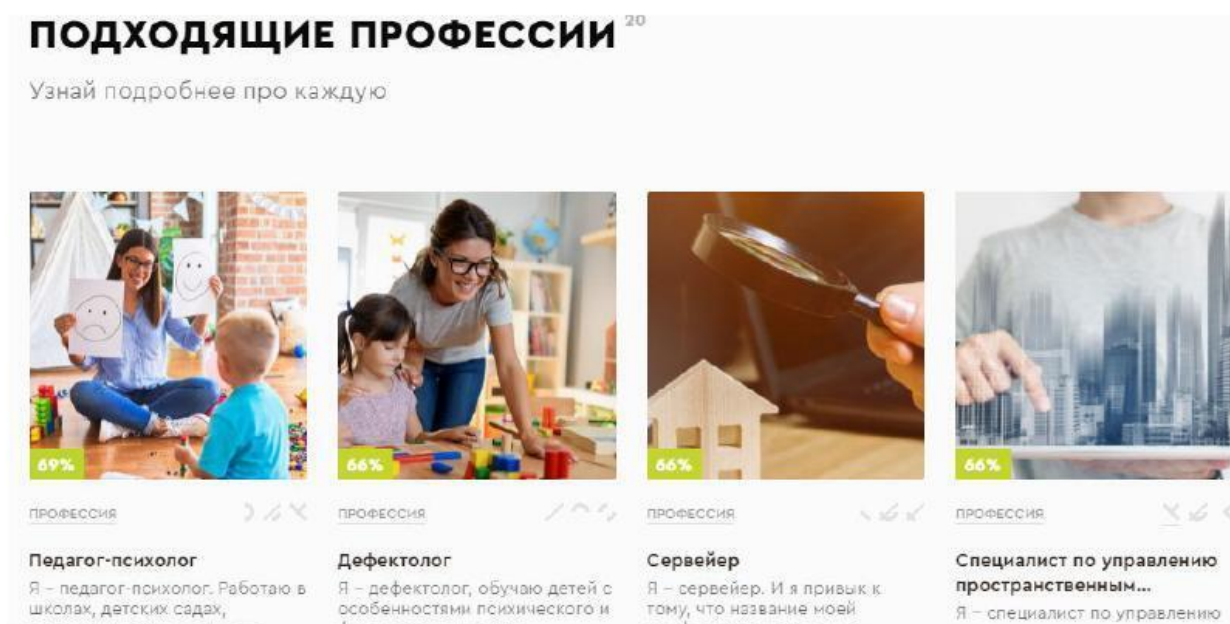 ПОДХОДЯЩИЕ ПРОФЕССИИ 20
Узнай подробнее про каждую
69%
66%
66%
66%
ПРОФЕССИЯ
ПРОФЕССИЯ
ПРОФЕССИЯ
ПРОФЕССИЯ
Педагог-психолог
Я – педагог-психолог. Работаю в
школах, детских садах,
Дефектолог
Я – дефектолог, обучаю детей с
особенностями психического и
Сервейер
Я – сервейер. И я привык к
тому, что название моей
Специалист по управлению
пространственным...
Я – специалист по управлению